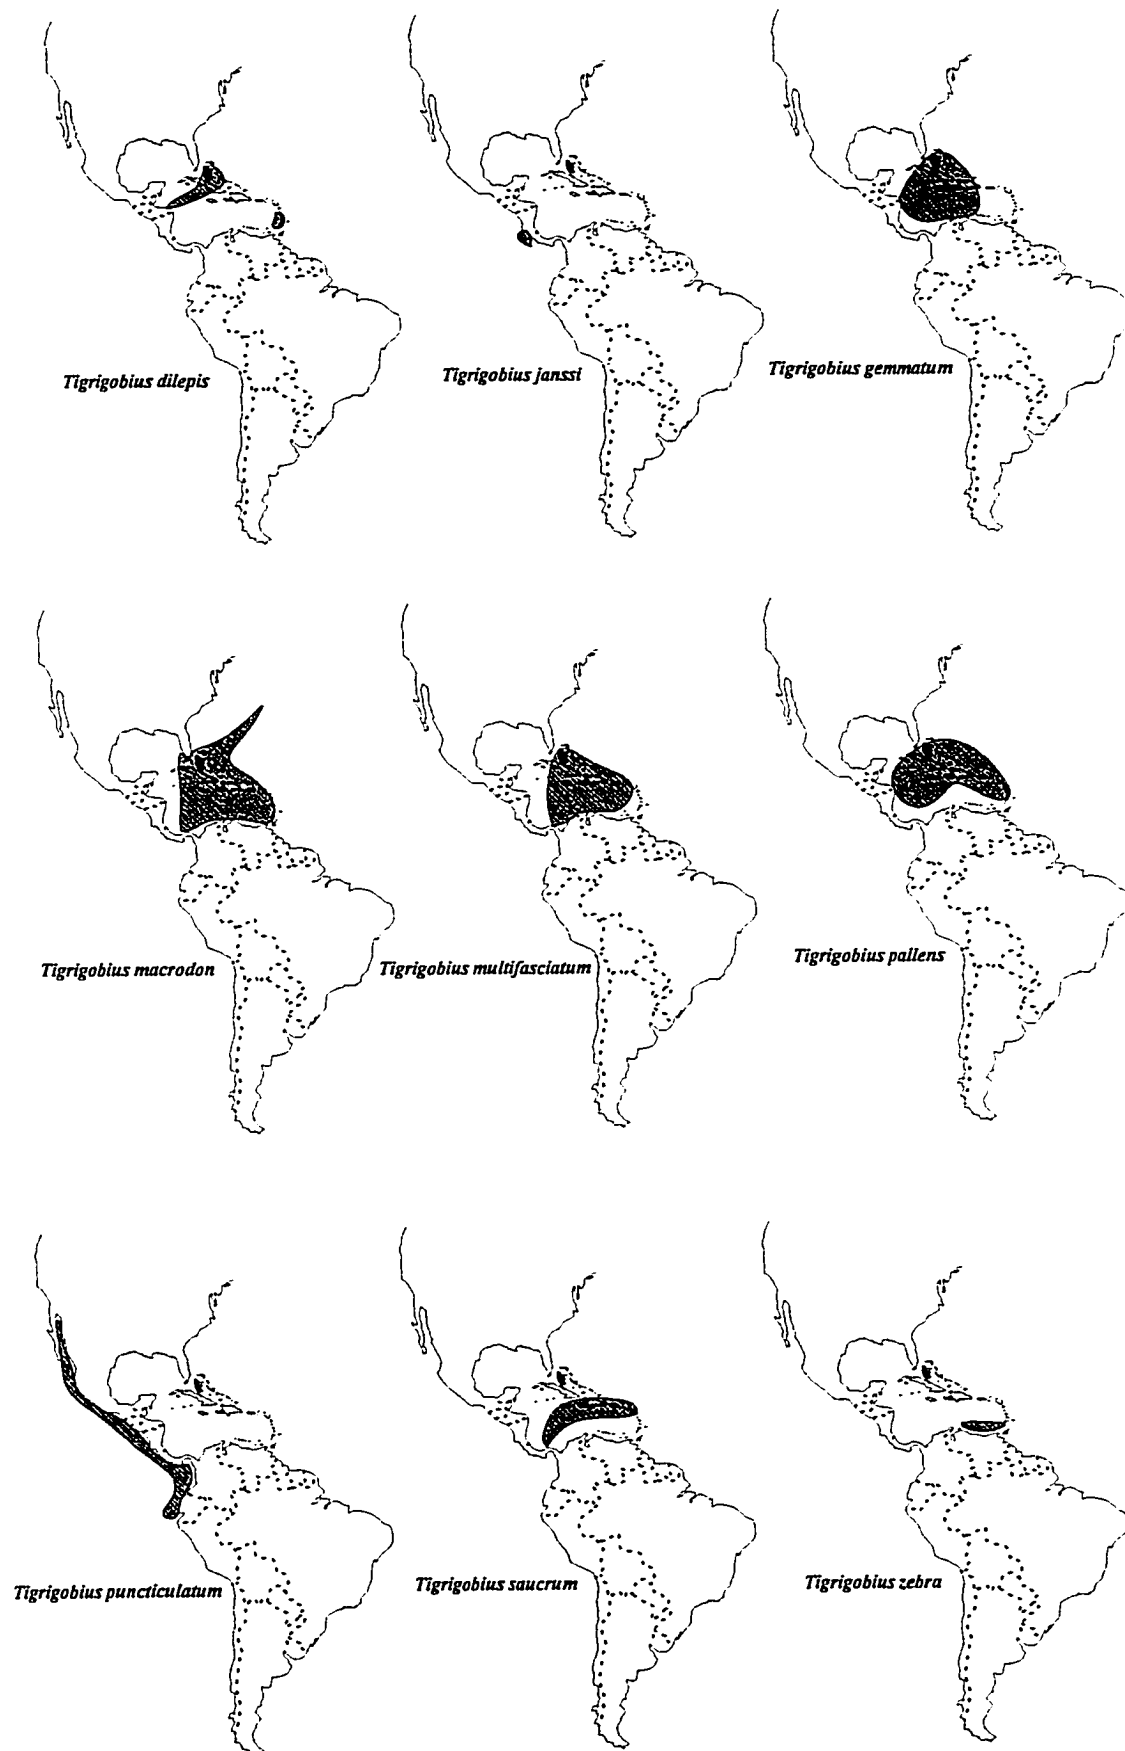 Tigrigobius dilepis
Tigrigobius janssi
Tigrigobius gemmatum
Tigrigobius macrodon
Tigrigobius multifasciatum
Tigrigobius pallens
Tigrigobius puncticulatum
Tigrigobius saucrum
Tigrigobius zebra